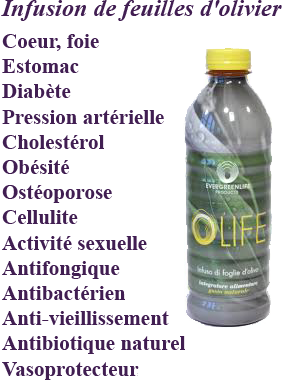 Infusion de feuilles d'olivier
Coeur, foie
Estomac
Diabète
Pression artérielle
Cholestérol
Obésité
Ostéoporose
Cellulite
Activité sexuelle
Antifongique
Antibactérien
Anti-vieillissement
Antibiotique naturel
Vasoprotecteur
EVERGREENLIFE
PRODUCTS
OLIFE
infuso di foglie d'olivo
integratore alimentare
gusto naturale